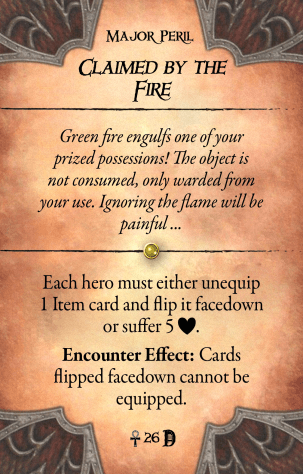 Major Peril
Claimed by the
Fire
Green fire engulfs one of your
prized possessions! The object is
not consumed, only warded from
your use. Ignoring the flame will be
painful ...
Each hero must either unequip
1 Item card and flip it facedown
or suffer 5 ♥.
Encounter Effect: Cards
flipped facedown cannot be
equipped.
☥ 26 D